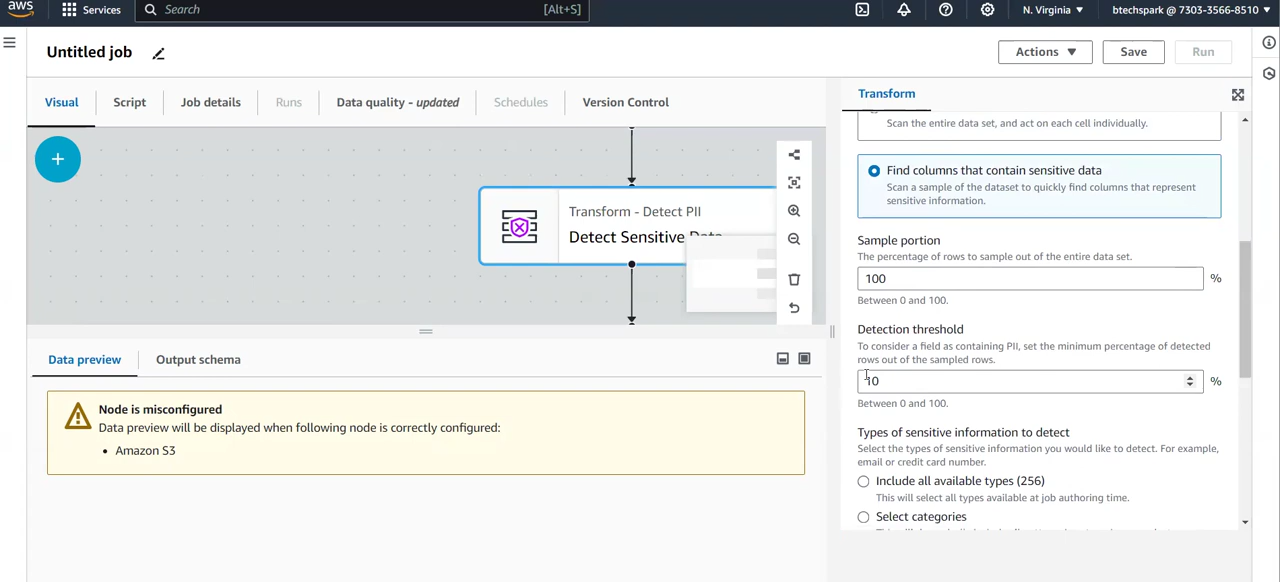 aws
Services
Search
[Alt+S]
N. Virginia
btechspark @ 7303-3566-8510
Untitled job
Actions
Save
Run
Visual
Script
Job details
Runs
Data quality - updated
Schedules
Version Control
+
Transform - Detect PII
Detect Sensitive Data
Data preview
Output schema
Node is misconfigured
Data preview will be displayed when following node is correctly configured:
• Amazon S3
Transform
Scan the entire data set, and act on each cell individually.
Find columns that contain sensitive data
Scan a sample of the dataset to quickly find columns that represent
sensitive information.
Sample portion
The percentage of rows to sample out of the entire data set.
100 %
Between 0 and 100.
Detection threshold
To consider a field as containing PII, set the minimum percentage of detected
rows out of the sampled rows.
10 %
Between 0 and 100.
Types of sensitive information to detect
Select the types of sensitive information you would like to detect. For example,
email or credit card number.
Include all available types (256)
This will select all types available at job authoring time.
Select categories